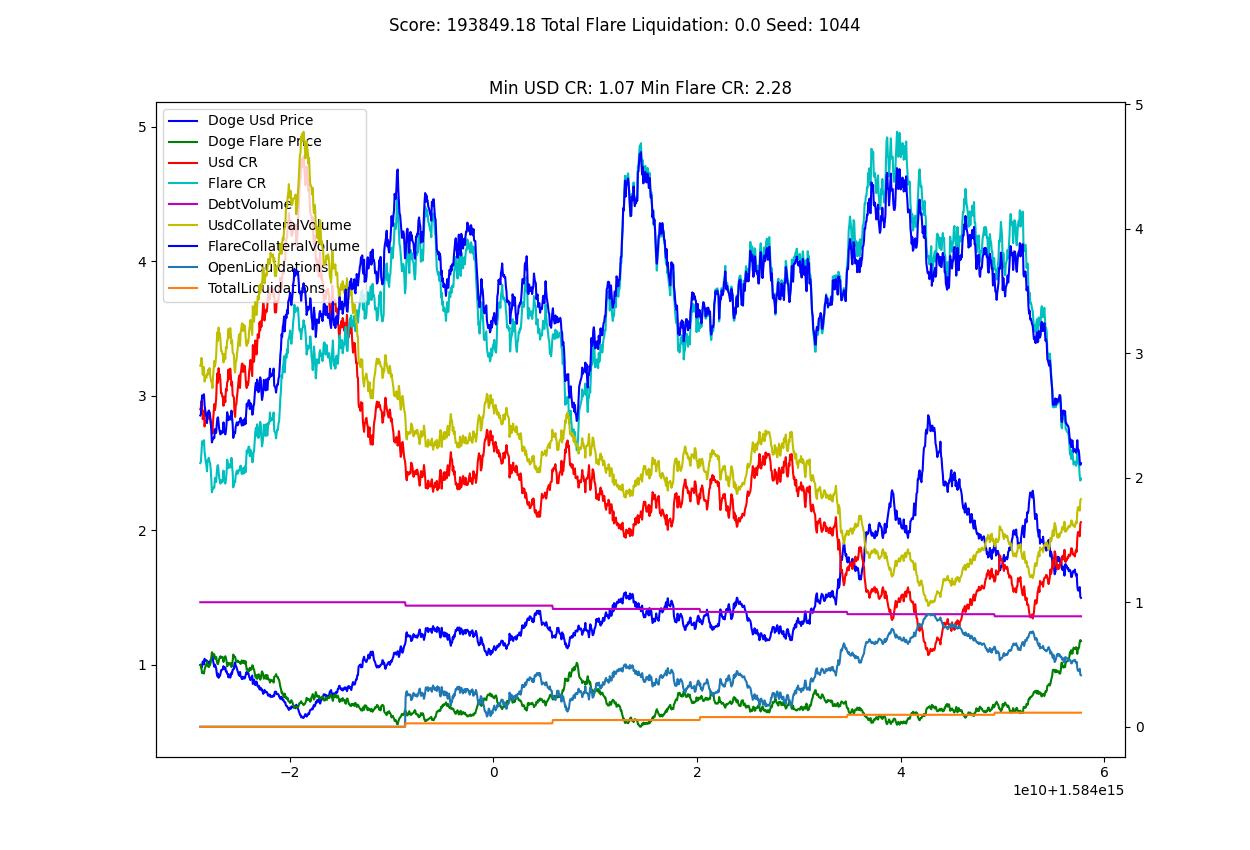 Score: 193849.18 Total Flare Liquidation: 0.0 Seed: 1044
Min USD CR: 1.07 Min Flare CR: 2.28
Doge Usd Price
Doge Flare Price
Usd CR
Flare CR
DebtVolume
UsdCollateralVolume
FlareCollateralVolume
OpenLiquidations
TotalLiquidations
5
4
3
2
1
5
4
3
2
1
0
−2
0
2
4
6
1e10+1.584e15